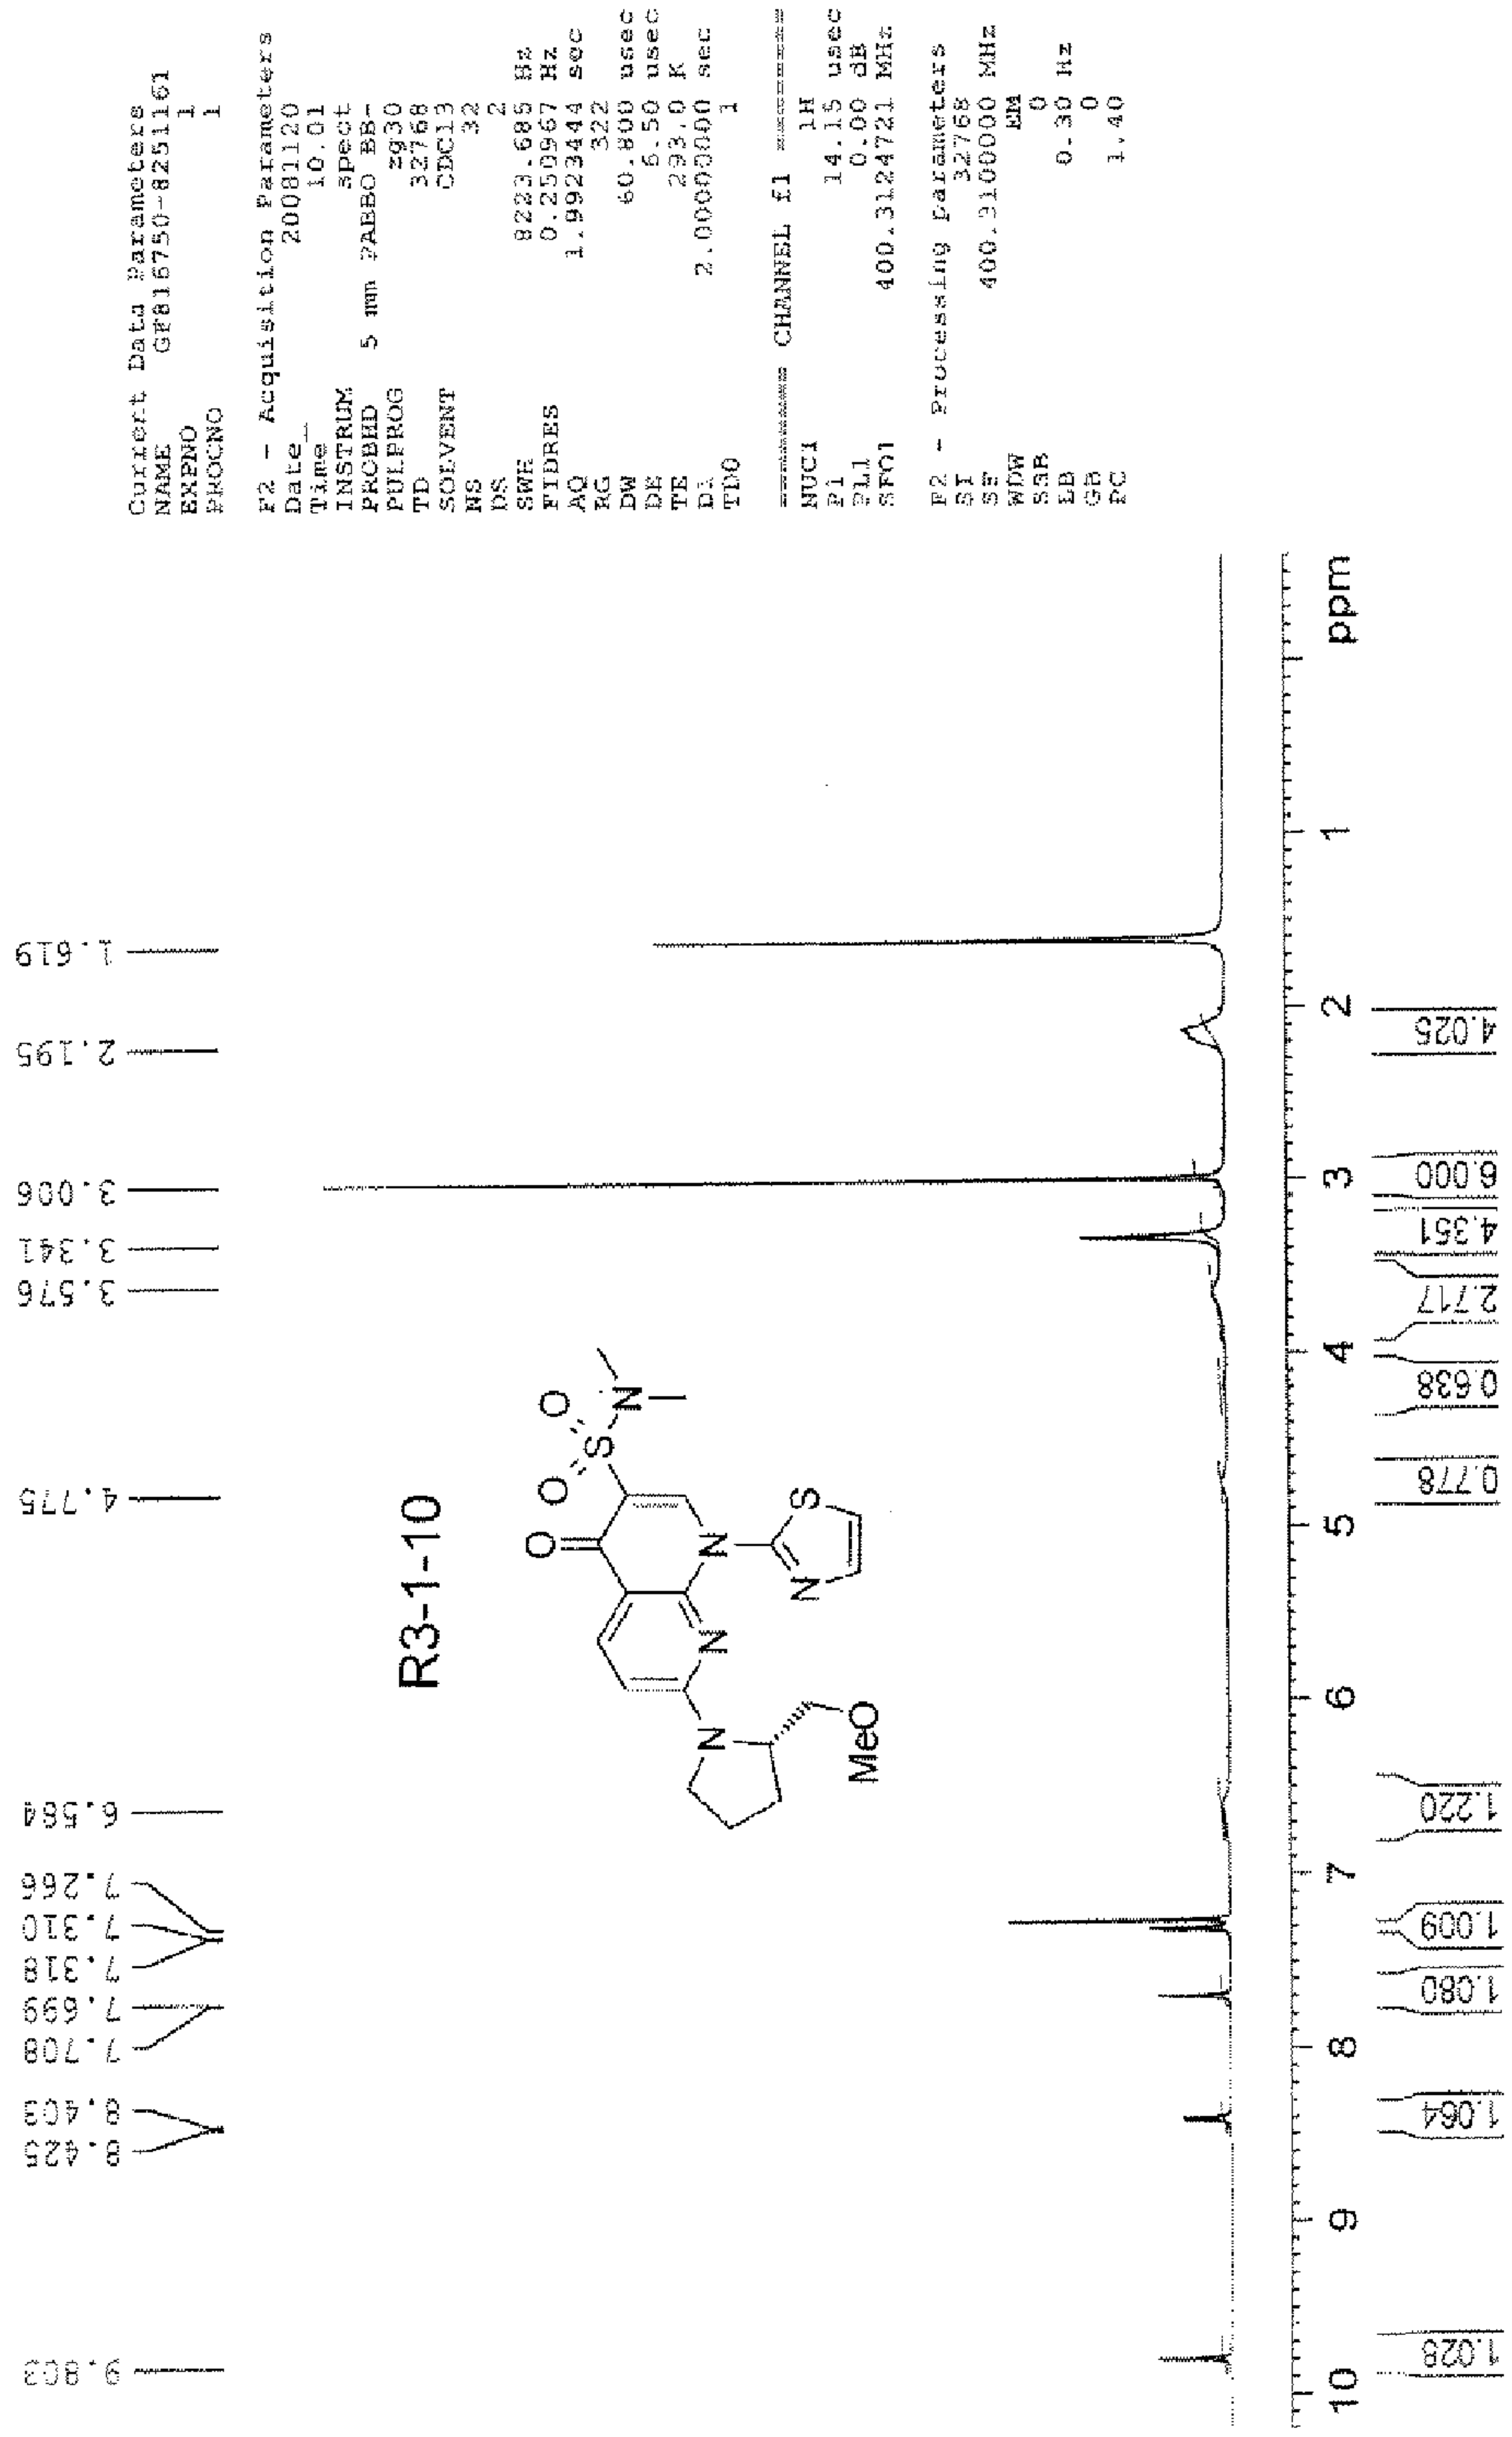 Current Data Parameters
NAME GF816750-8251161
EXPNO 1
PROCNO 1
F2 - Acquisition Parameters
Date_ 20081120
Time 10.01
INSTRUM spect
PROBHD 5 mm PABBO BB-
PULPROG zg30
TD 32768
SOLVENT CDCl3
NS 32
DS 2
SWH 8223.685 Hz
FIDRES 0.250967 Hz
AQ 1.9923444 sec
RG 322
DW 60.800 usec
DE 6.50 usec
TE 293.0 K
D1 2.00000000 sec
TD0 1
======== CHANNEL f1 ========
NUC1 1H
P1 14.15 usec
PL1 0.00 dB
SFO1 400.3124721 MHz
F2 - Processing parameters
SI 32768
SF 400.3100000 MHz
WDW EM
SSB 0
LB 0.30 Hz
GB 0
PC 1.40
9.803
8.425
8.403
7.708
7.699
7.318
7.310
7.266
6.584
4.775
3.576
3.341
3.006
2.195
1.619
R3-1-10
O
O
O
S
N
N
N
N
N
S
MeO
10 9 8 7 6 5 4 3 2 1 ppm
1.028
1.064
1.080
1.009
1.220
0.778
0.638
2.717
4.351
6.000
4.025